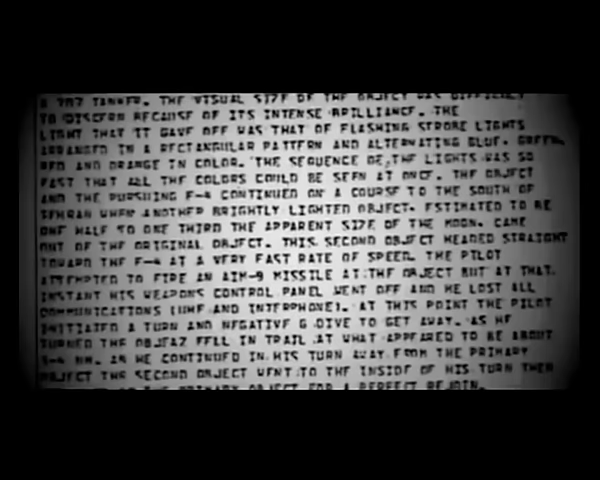 A 707 TANKER. THE VISUAL SIZE OF THE OBJECT WAS DIFFICULT
TO DISCERN BECAUSE OF ITS INTENSE BRILLIANCE. THE
LIGHT THAT IT GAVE OFF WAS THAT OF FLASHING STROBE LIGHTS
ARRANGED IN A RECTANGULAR PATTERN AND ALTERNATING BLUE, GREEN,
RED AND ORANGE IN COLOR. THE SEQUENCE OF THE LIGHTS WAS SO
FAST THAT ALL THE COLORS COULD BE SEEN AT ONCE. THE OBJECT
AND THE PURSUING F-4 CONTINUED ON A COURSE TO THE SOUTH OF
TEHRAN WHEN ANOTHER BRIGHTLY LIGHTED OBJECT, ESTIMATED TO BE
ONE HALF TO ONE THIRD THE APPARENT SIZE OF THE MOON, CAME
OUT OF THE ORIGINAL OBJECT. THIS SECOND OBJECT HEADED STRAIGHT
TOWARD THE F-4 AT A VERY FAST RATE OF SPEED. THE PILOT
ATTEMPTED TO FIRE AN AIM-9 MISSILE AT THE OBJECT BUT AT THAT
INSTANT HIS WEAPONS CONTROL PANEL WENT OFF AND HE LOST ALL
COMMUNICATIONS (UHF AND INTERPHONE). AT THIS POINT THE PILOT
INITIATED A TURN AND NEGATIVE G DIVE TO GET AWAY. AS HE
TURNED THE OBJEAZ FELL IN TRAIL AT WHAT APPEARED TO BE ABOUT
3-4 NM. AS HE CONTINUED IN HIS TURN AWAY FROM THE PRIMARY
OBJECT THE SECOND OBJECT WENT TO THE INSIDE OF HIS TURN THEN
THE PRIMARY OBJECT FOR A PERFECT REJOIN.